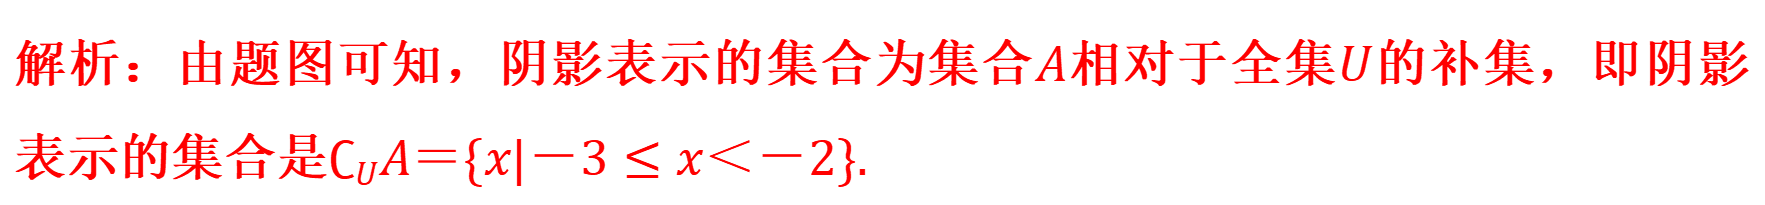 解析：由题图可知，阴影表示的集合为集合A相对于全集U的补集，即阴影
表示的集合是∁_U A＝{x|－3 ≤ x＜－2}.